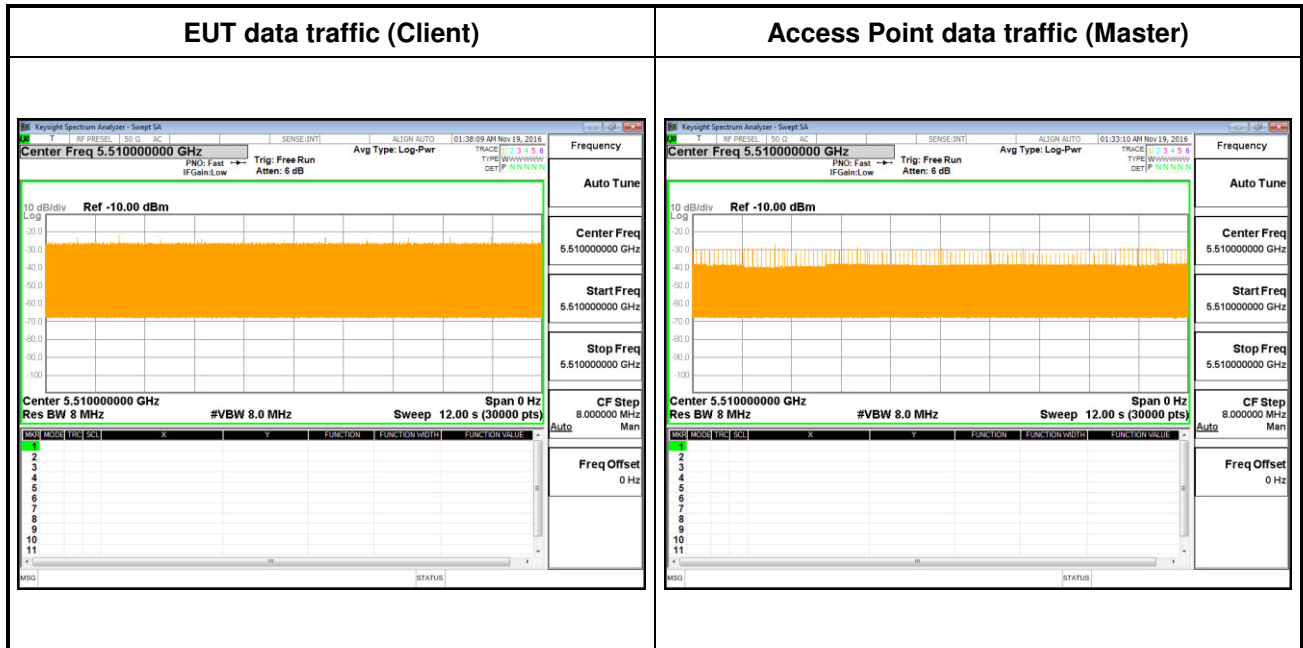 EUT data traffic (Client)
Access Point data traffic (Master)
Keysight Spectrum Analyzer - Swept SA
T RF PRESEL 50 Ω AC SENSE:INT ALIGN AUTO 01:38:09 AM Nov 19, 2016
Center Freq 5.510000000 GHz
PNO: Fast
IFGain:Low
Trig: Free Run
Atten: 6 dB
Avg Type: Log-Pwr
TRACE 1 2 3 4 5 6
TYPE WWWWWW
DET P N N N N N
Frequency
Auto Tune
Center Freq
5.510000000 GHz
Start Freq
5.510000000 GHz
Stop Freq
5.510000000 GHz
CF Step
8.000000 MHz
Auto Man
Freq Offset
0 Hz
10 dB/div Ref -10.00 dBm
Log
-20.0
-30.0
-40.0
-50.0
-60.0
-70.0
-80.0
-90.0
-100
Center 5.510000000 GHz Span 0 Hz
Res BW 8 MHz #VBW 8.0 MHz Sweep 12.00 s (30000 pts)
MKR MODE TRC SCL X Y FUNCTION FUNCTION WIDTH FUNCTION VALUE
1
2
3
4
5
6
7
8
9
10
11
MSG STATUS
Keysight Spectrum Analyzer - Swept SA
T RF PRESEL 50 Ω AC SENSE:INT ALIGN AUTO 01:33:10 AM Nov 19, 2016
Center Freq 5.510000000 GHz
PNO: Fast
IFGain:Low
Trig: Free Run
Atten: 6 dB
Avg Type: Log-Pwr
TRACE 1 2 3 4 5 6
TYPE WWWWWW
DET P N N N N N
Frequency
Auto Tune
Center Freq
5.510000000 GHz
Start Freq
5.510000000 GHz
Stop Freq
5.510000000 GHz
CF Step
8.000000 MHz
Auto Man
Freq Offset
0 Hz
10 dB/div Ref -10.00 dBm
Log
-20.0
-30.0
-40.0
-50.0
-60.0
-70.0
-80.0
-90.0
-100
Center 5.510000000 GHz Span 0 Hz
Res BW 8 MHz #VBW 8.0 MHz Sweep 12.00 s (30000 pts)
MKR MODE TRC SCL X Y FUNCTION FUNCTION WIDTH FUNCTION VALUE
1
2
3
4
5
6
7
8
9
10
11
MSG STATUS